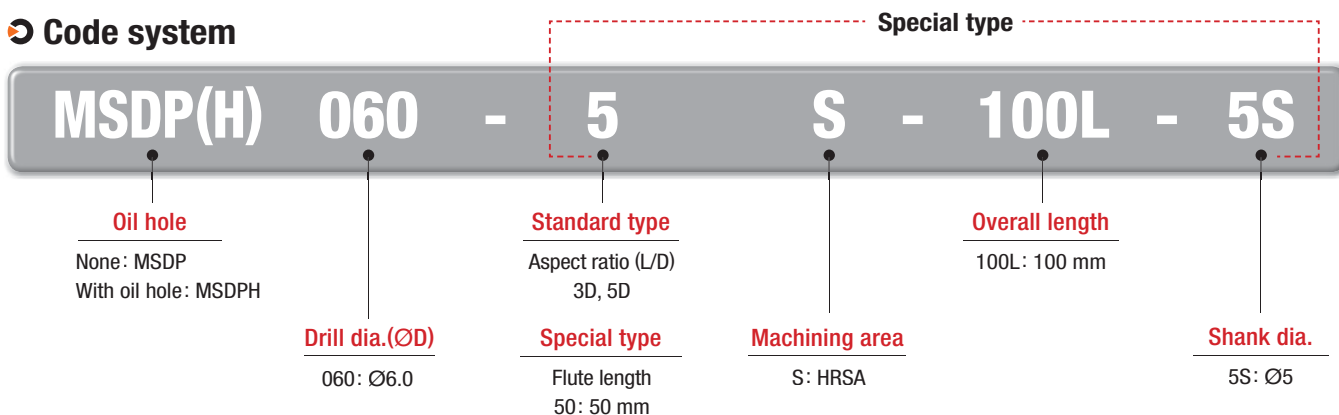 Code system
Special type
MSDP(H) 060 - 5 S - 100L - 5S
Oil hole
None: MSDP
With oil hole: MSDPH
Drill dia.(ØD)
060: Ø6.0
Standard type
Aspect ratio (L/D)
3D, 5D
Special type
Flute length
50: 50 mm
Machining area
S: HRSA
Overall length
100L: 100 mm
Shank dia.
5S: Ø5